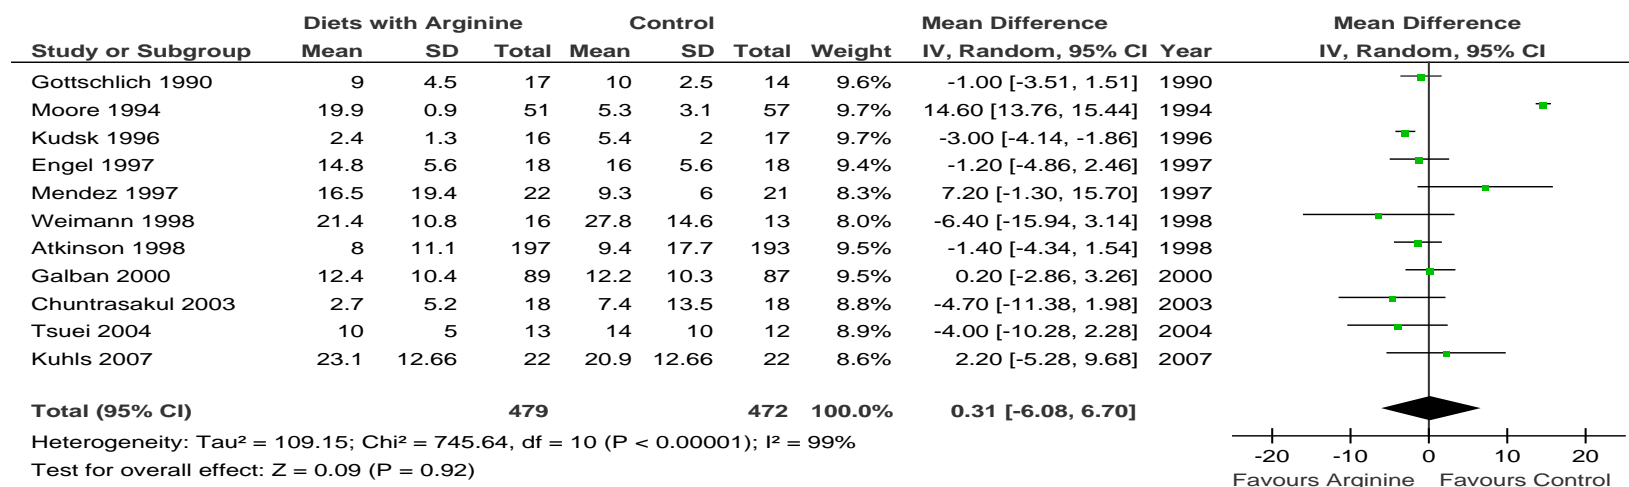 Diets with Arginine Control Mean Difference Mean Difference
Study or Subgroup Mean SD Total Mean SD Total Weight IV, Random, 95% CI Year IV, Random, 95% CI
Gottschlich 1990 9 4.5 17 10 2.5 14 9.6% -1.00 [-3.51, 1.51] 1990
Moore 1994 19.9 0.9 51 5.3 3.1 57 9.7% 14.60 [13.76, 15.44] 1994
Kudsk 1996 2.4 1.3 16 5.4 2 17 9.7% -3.00 [-4.14, -1.86] 1996
Engel 1997 14.8 5.6 18 16 5.6 18 9.4% -1.20 [-4.86, 2.46] 1997
Mendez 1997 16.5 19.4 22 9.3 6 21 8.3% 7.20 [-1.30, 15.70] 1997
Weimann 1998 21.4 10.8 16 27.8 14.6 13 8.0% -6.40 [-15.94, 3.14] 1998
Atkinson 1998 8 11.1 197 9.4 17.7 193 9.5% -1.40 [-4.34, 1.54] 1998
Galban 2000 12.4 10.4 89 12.2 10.3 87 9.5% 0.20 [-2.86, 3.26] 2000
Chuntrasakul 2003 2.7 5.2 18 7.4 13.5 18 8.8% -4.70 [-11.38, 1.98] 2003
Tsuei 2004 10 5 13 14 10 12 8.9% -4.00 [-10.28, 2.28] 2004
Kuhls 2007 23.1 12.66 22 20.9 12.66 22 8.6% 2.20 [-5.28, 9.68] 2007
Total (95% CI) 479 472 100.0% 0.31 [-6.08, 6.70]
Heterogeneity: Tau² = 109.15; Chi² = 745.64, df = 10 (P < 0.00001); I² = 99%
Test for overall effect: Z = 0.09 (P = 0.92)
-20 -10 0 10 20
Favours Arginine Favours Control